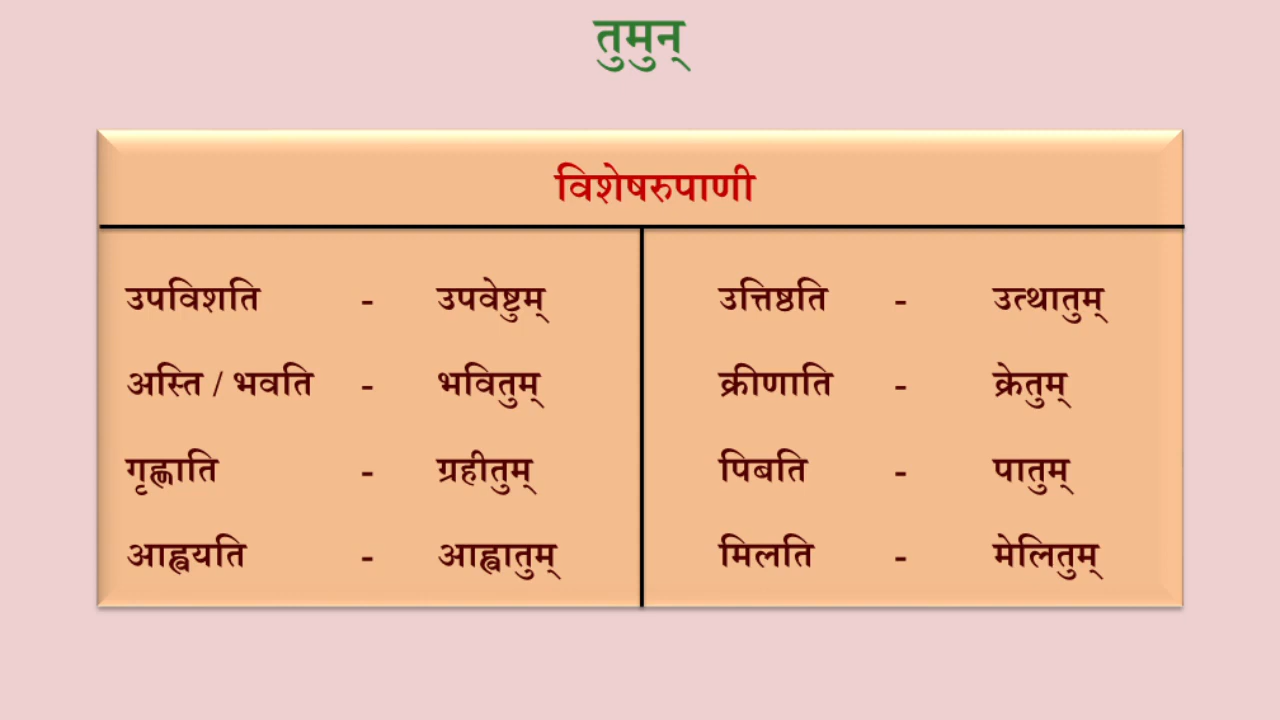 तुमुन्
विशेषरुपाणी
उपविशति - उपवेष्टुम्
उत्तिष्ठति - उत्थातुम्
अस्ति / भवति - भवितुम्
क्रीणाति - क्रेतुम्
गृह्णाति - ग्रहीतुम्
पिबति - पातुम्
आह्वयति - आह्वातुम्
मिलति - मेलितुम्